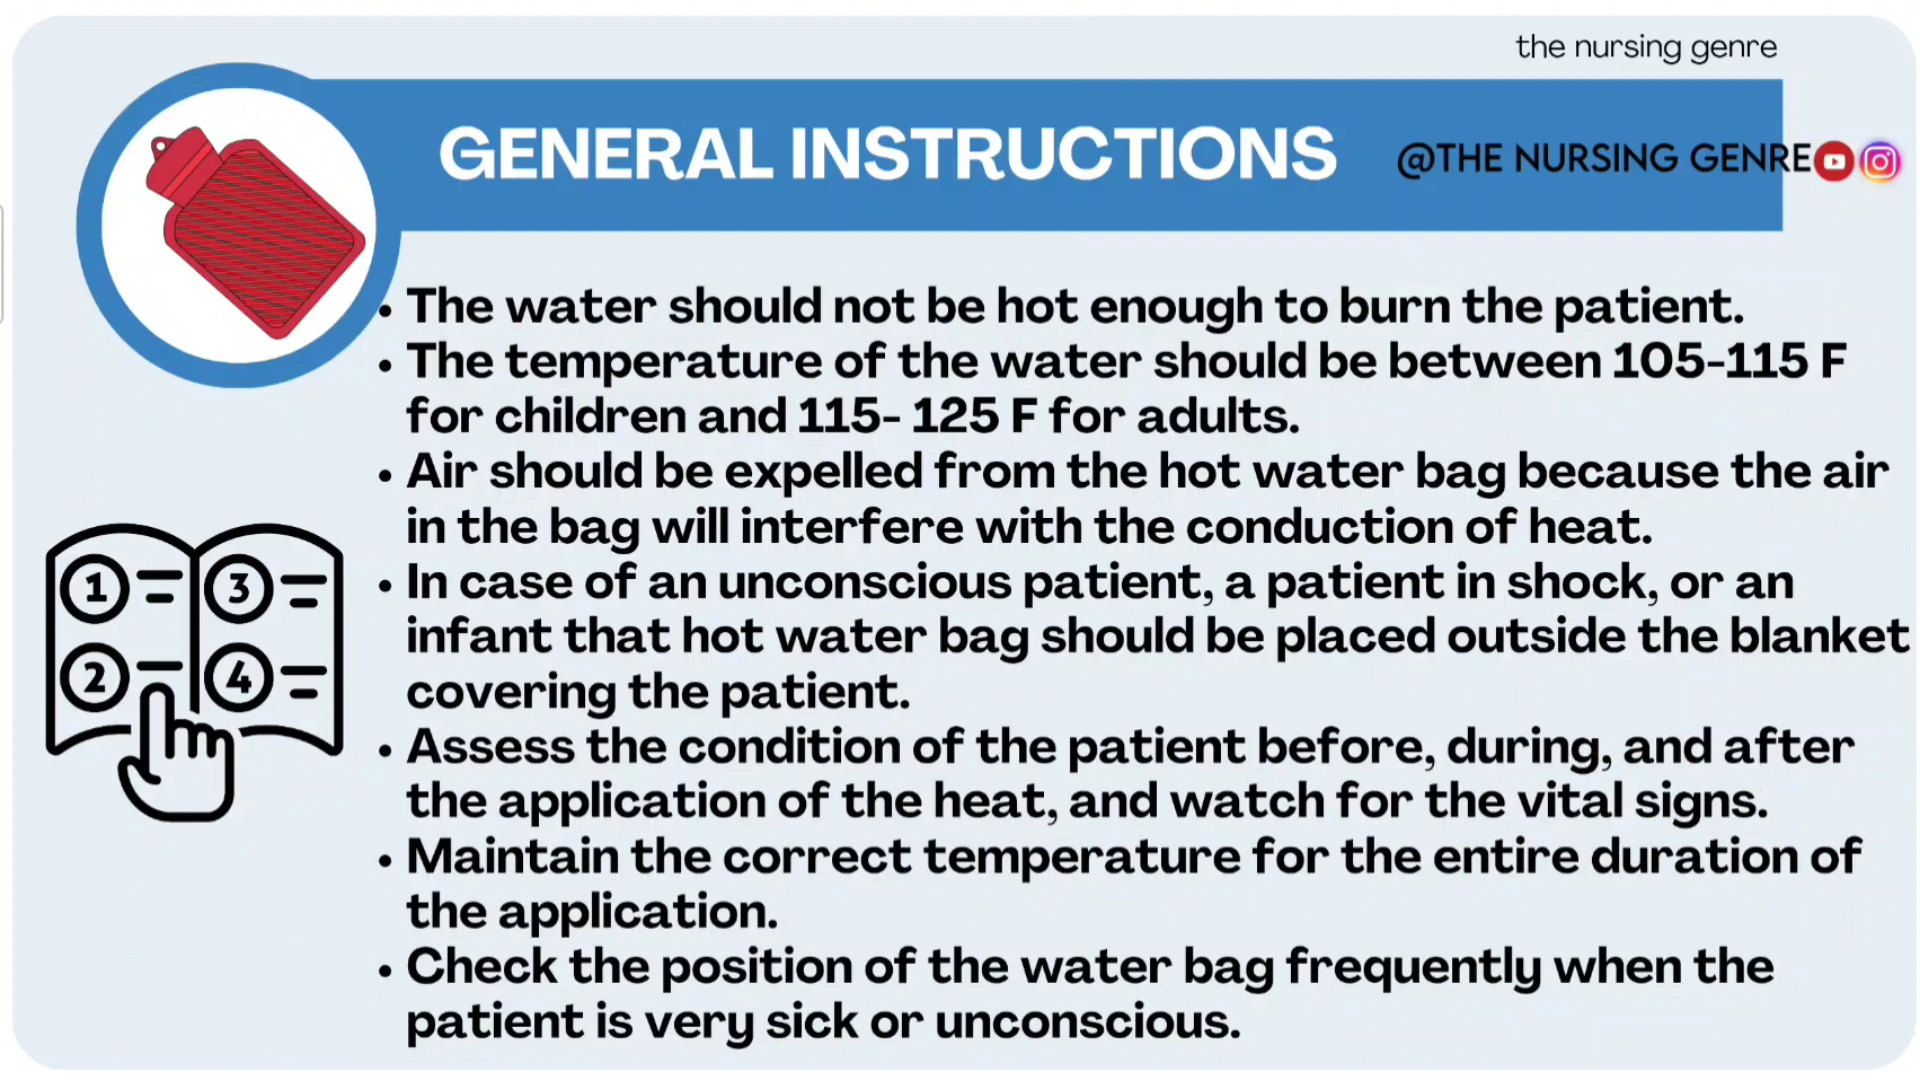 the nursing genre
GENERAL INSTRUCTIONS
@THE NURSING GENRE
• The water should not be hot enough to burn the patient.
• The temperature of the water should be between 105-115 F
for children and 115- 125 F for adults.
• Air should be expelled from the hot water bag because the air
in the bag will interfere with the conduction of heat.
• In case of an unconscious patient, a patient in shock, or an
infant that hot water bag should be placed outside the blanket
covering the patient.
• Assess the condition of the patient before, during, and after
the application of the heat, and watch for the vital signs.
• Maintain the correct temperature for the entire duration of
the application.
• Check the position of the water bag frequently when the
patient is very sick or unconscious.
1
3
2
4